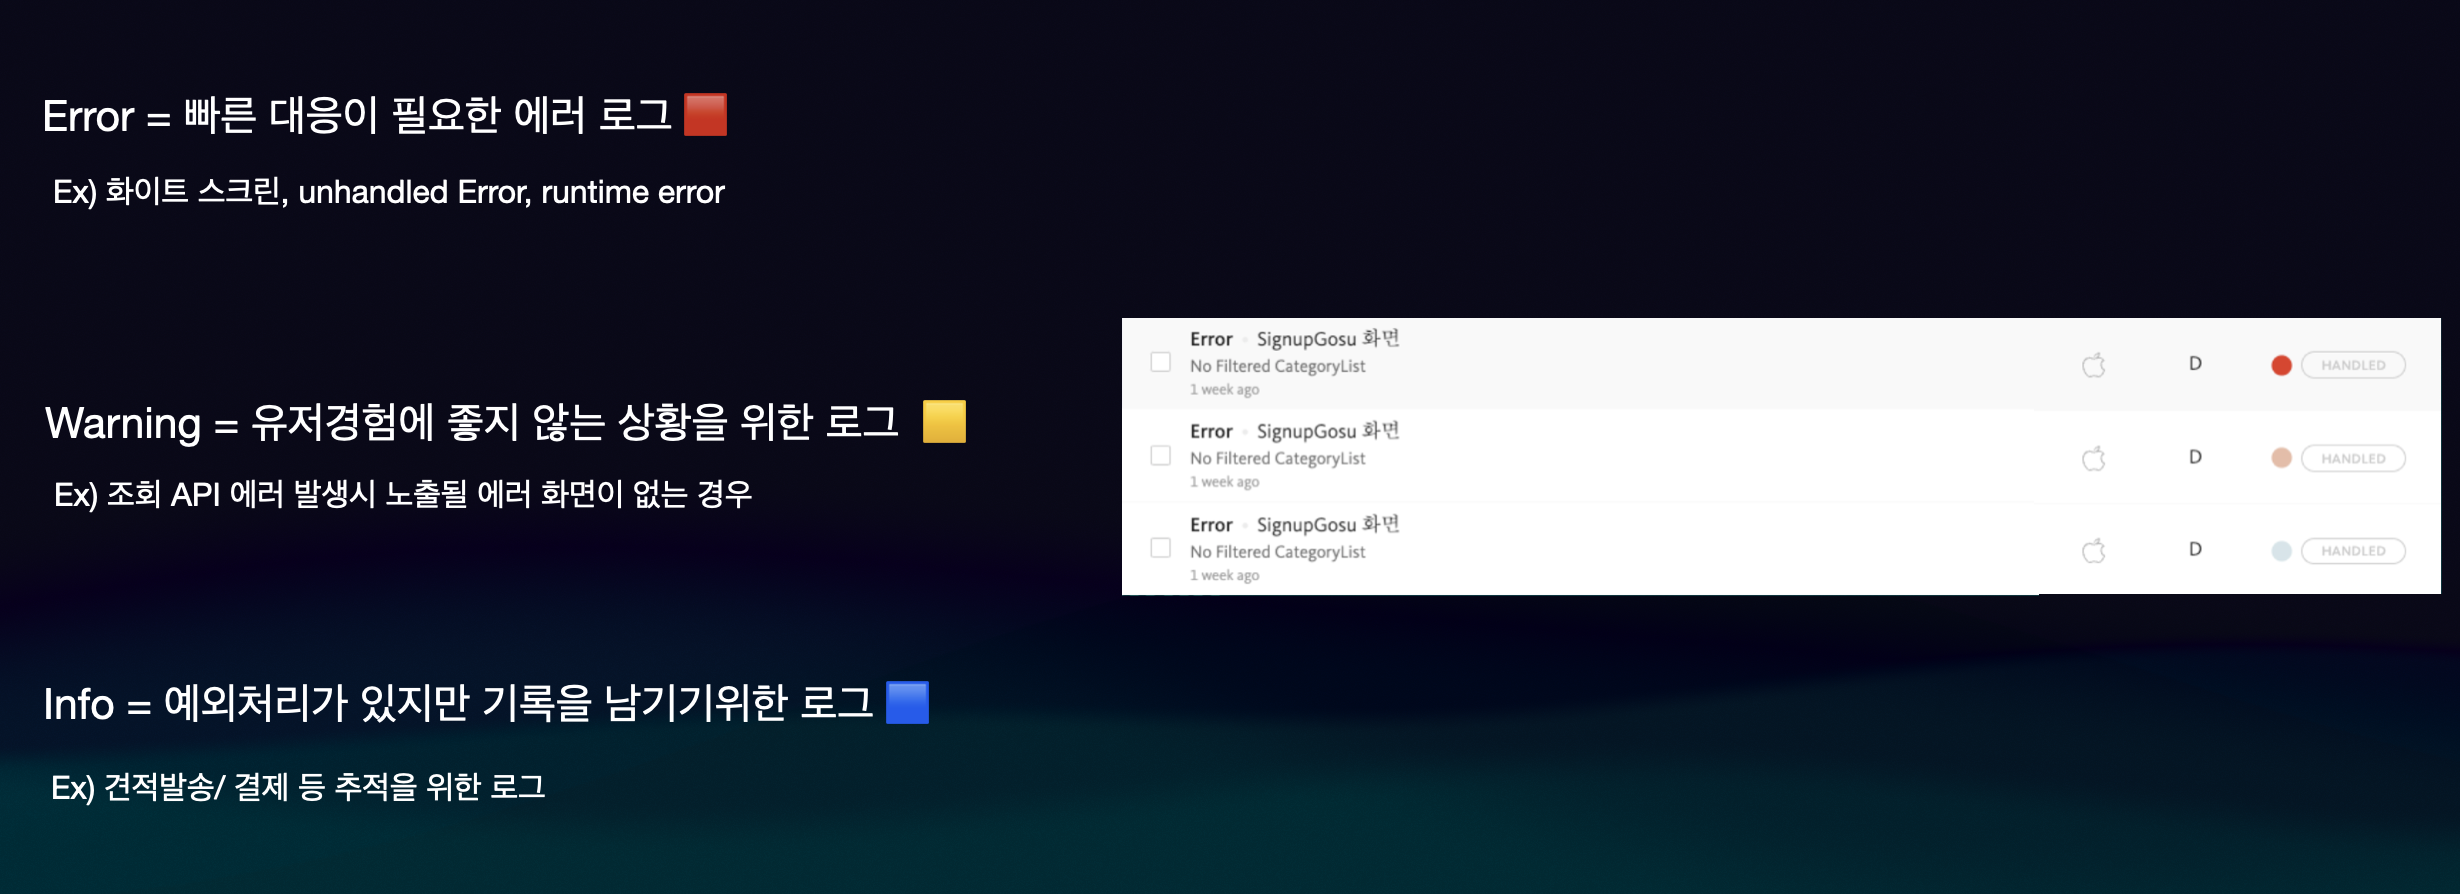 Error = 빠른 대응이 필요한 에러 로그 🟥
Ex) 화이트 스크린, unhandled Error, runtime error
Warning = 유저경험에 좋지 않는 상황을 위한 로그 🟨
Ex) 조회 API 에러 발생시 노출될 에러 화면이 없는 경우
Info = 예외처리가 있지만 기록을 남기기위한 로그 🟦
Ex) 견적발송/ 결제 등 추적을 위한 로그
Error SignupGosu 화면
No Filtered CategoryList
1 week ago
D HANDLED
Error SignupGosu 화면
No Filtered CategoryList
1 week ago
D HANDLED
Error SignupGosu 화면
No Filtered CategoryList
1 week ago
D HANDLED